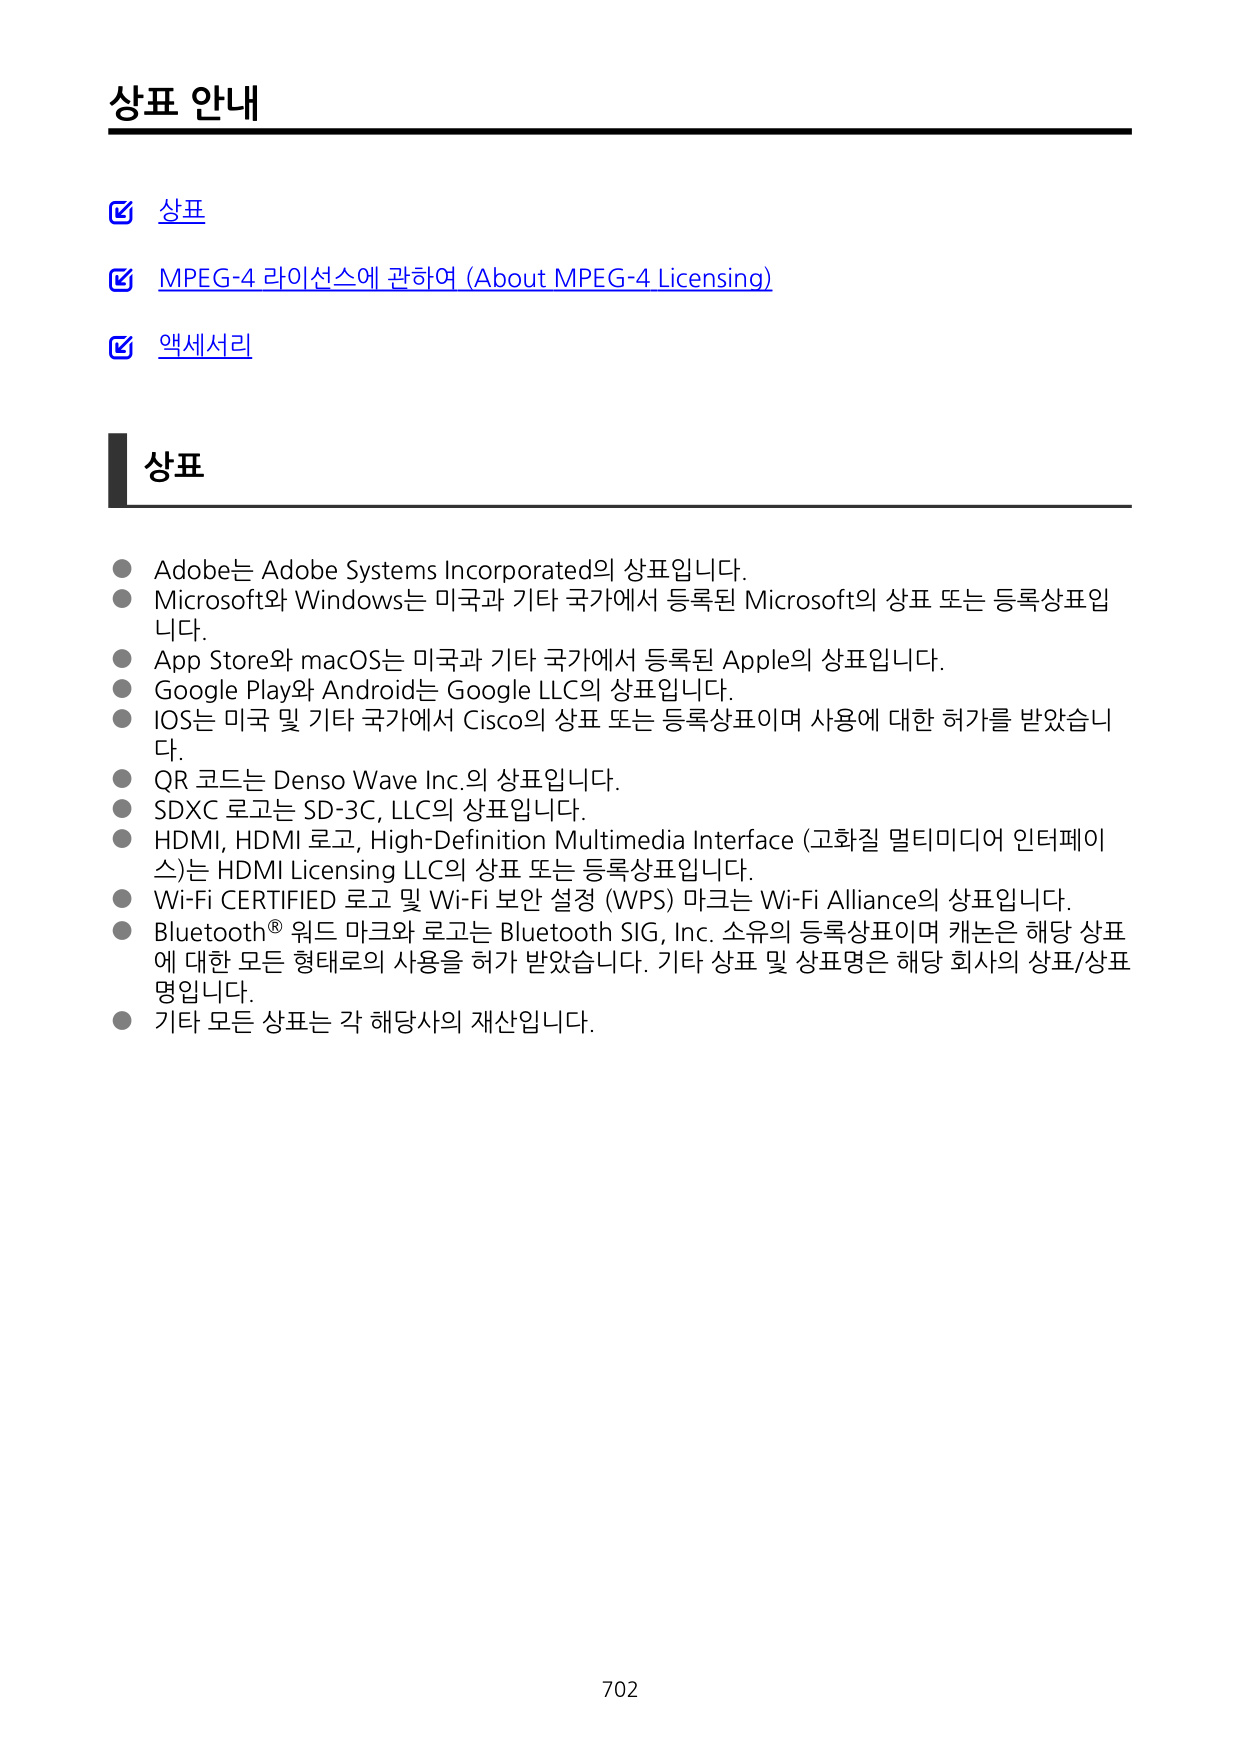 상표 안내
상표
MPEG-4 라이선스에 관하여 (About MPEG-4 Licensing)
액세서리
상표
● Adobe는 Adobe Systems Incorporated의 상표입니다.
● Microsoft와 Windows는 미국과 기타 국가에서 등록된 Microsoft의 상표 또는 등록상표입
니다.
● App Store와 macOS는 미국과 기타 국가에서 등록된 Apple의 상표입니다.
● Google Play와 Android는 Google LLC의 상표입니다.
● IOS는 미국 및 기타 국가에서 Cisco의 상표 또는 등록상표이며 사용에 대한 허가를 받았습니
다.
● QR 코드는 Denso Wave Inc.의 상표입니다.
● SDXC 로고는 SD-3C, LLC의 상표입니다.
● HDMI, HDMI 로고, High-Definition Multimedia Interface (고화질 멀티미디어 인터페이
스)는 HDMI Licensing LLC의 상표 또는 등록상표입니다.
● Wi-Fi CERTIFIED 로고 및 Wi-Fi 보안 설정 (WPS) 마크는 Wi-Fi Alliance의 상표입니다.
● Bluetooth® 워드 마크와 로고는 Bluetooth SIG, Inc. 소유의 등록상표이며 캐논은 해당 상표
에 대한 모든 형태로의 사용을 허가 받았습니다. 기타 상표 및 상표명은 해당 회사의 상표/상표
명입니다.
● 기타 모든 상표는 각 해당사의 재산입니다.
702